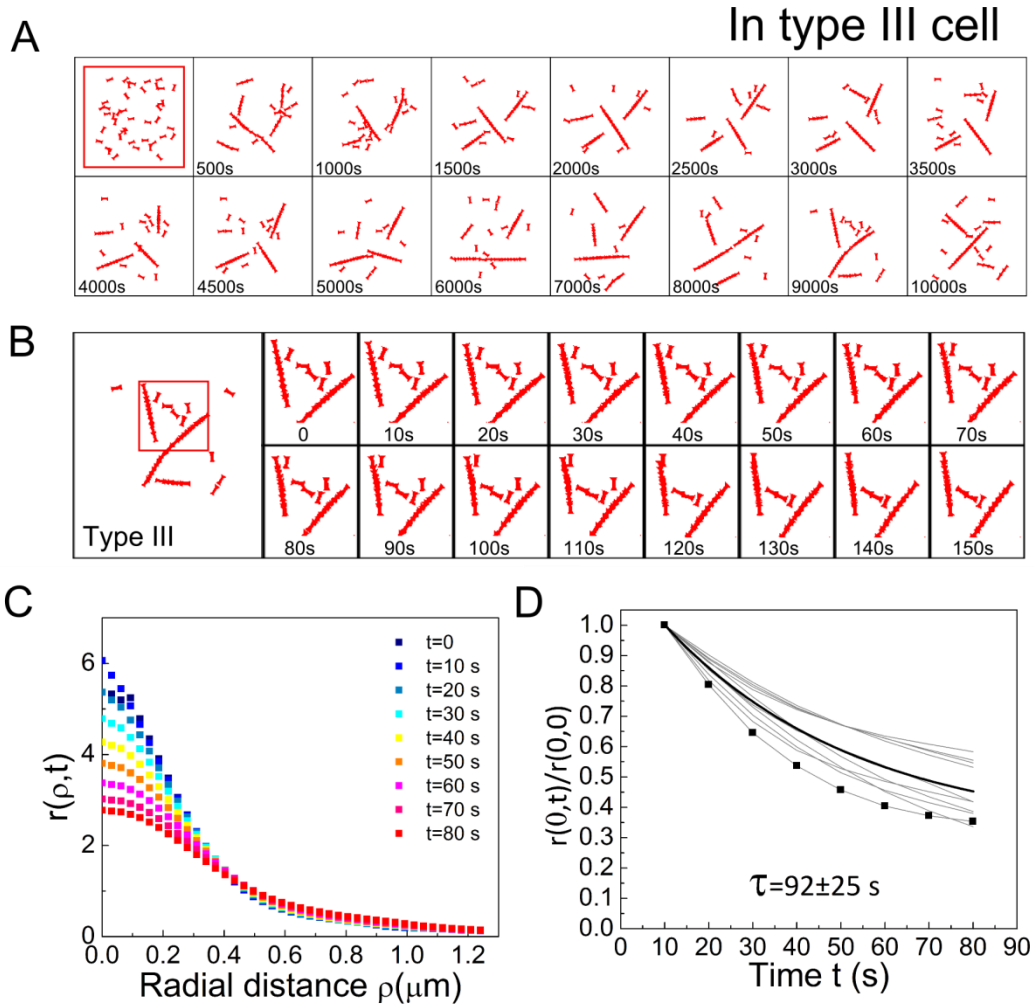 In type III cell
A
500s 1000s 1500s 2000s 2500s 3000s 3500s
4000s 4500s 5000s 6000s 7000s 8000s 9000s 10000s
B
0 10s 20s 30s 40s 50s 60s 70s
Type III
80s 90s 100s 110s 120s 130s 140s 150s
C
r(ρ,t)
6
4
2
0
t=0
t=10 s
t=20 s
t=30 s
t=40 s
t=50 s
t=60 s
t=70 s
t=80 s
0.0 0.2 0.4 0.6 0.8 1.0 1.2
Radial distance ρ(μm)
D
r(0,t)/r(0,0)
1.0
0.9
0.8
0.7
0.6
0.5
0.4
0.3
0.2
0.1
0.0
τ=92±25 s
0 10 20 30 40 50 60 70 80 90
Time t (s)